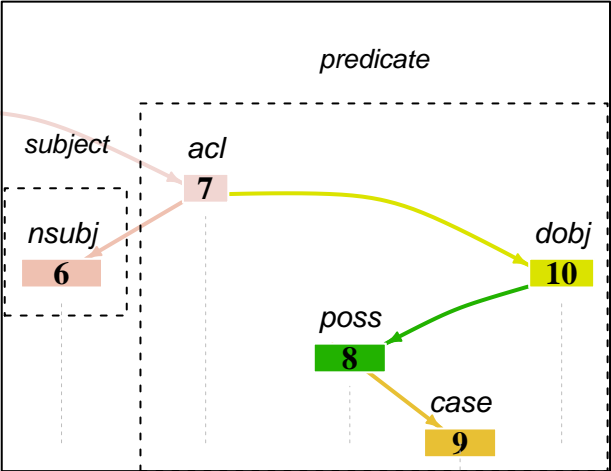 predicate
subject
acl
7
nsubj
dobj
6
10
poss
8
case
9